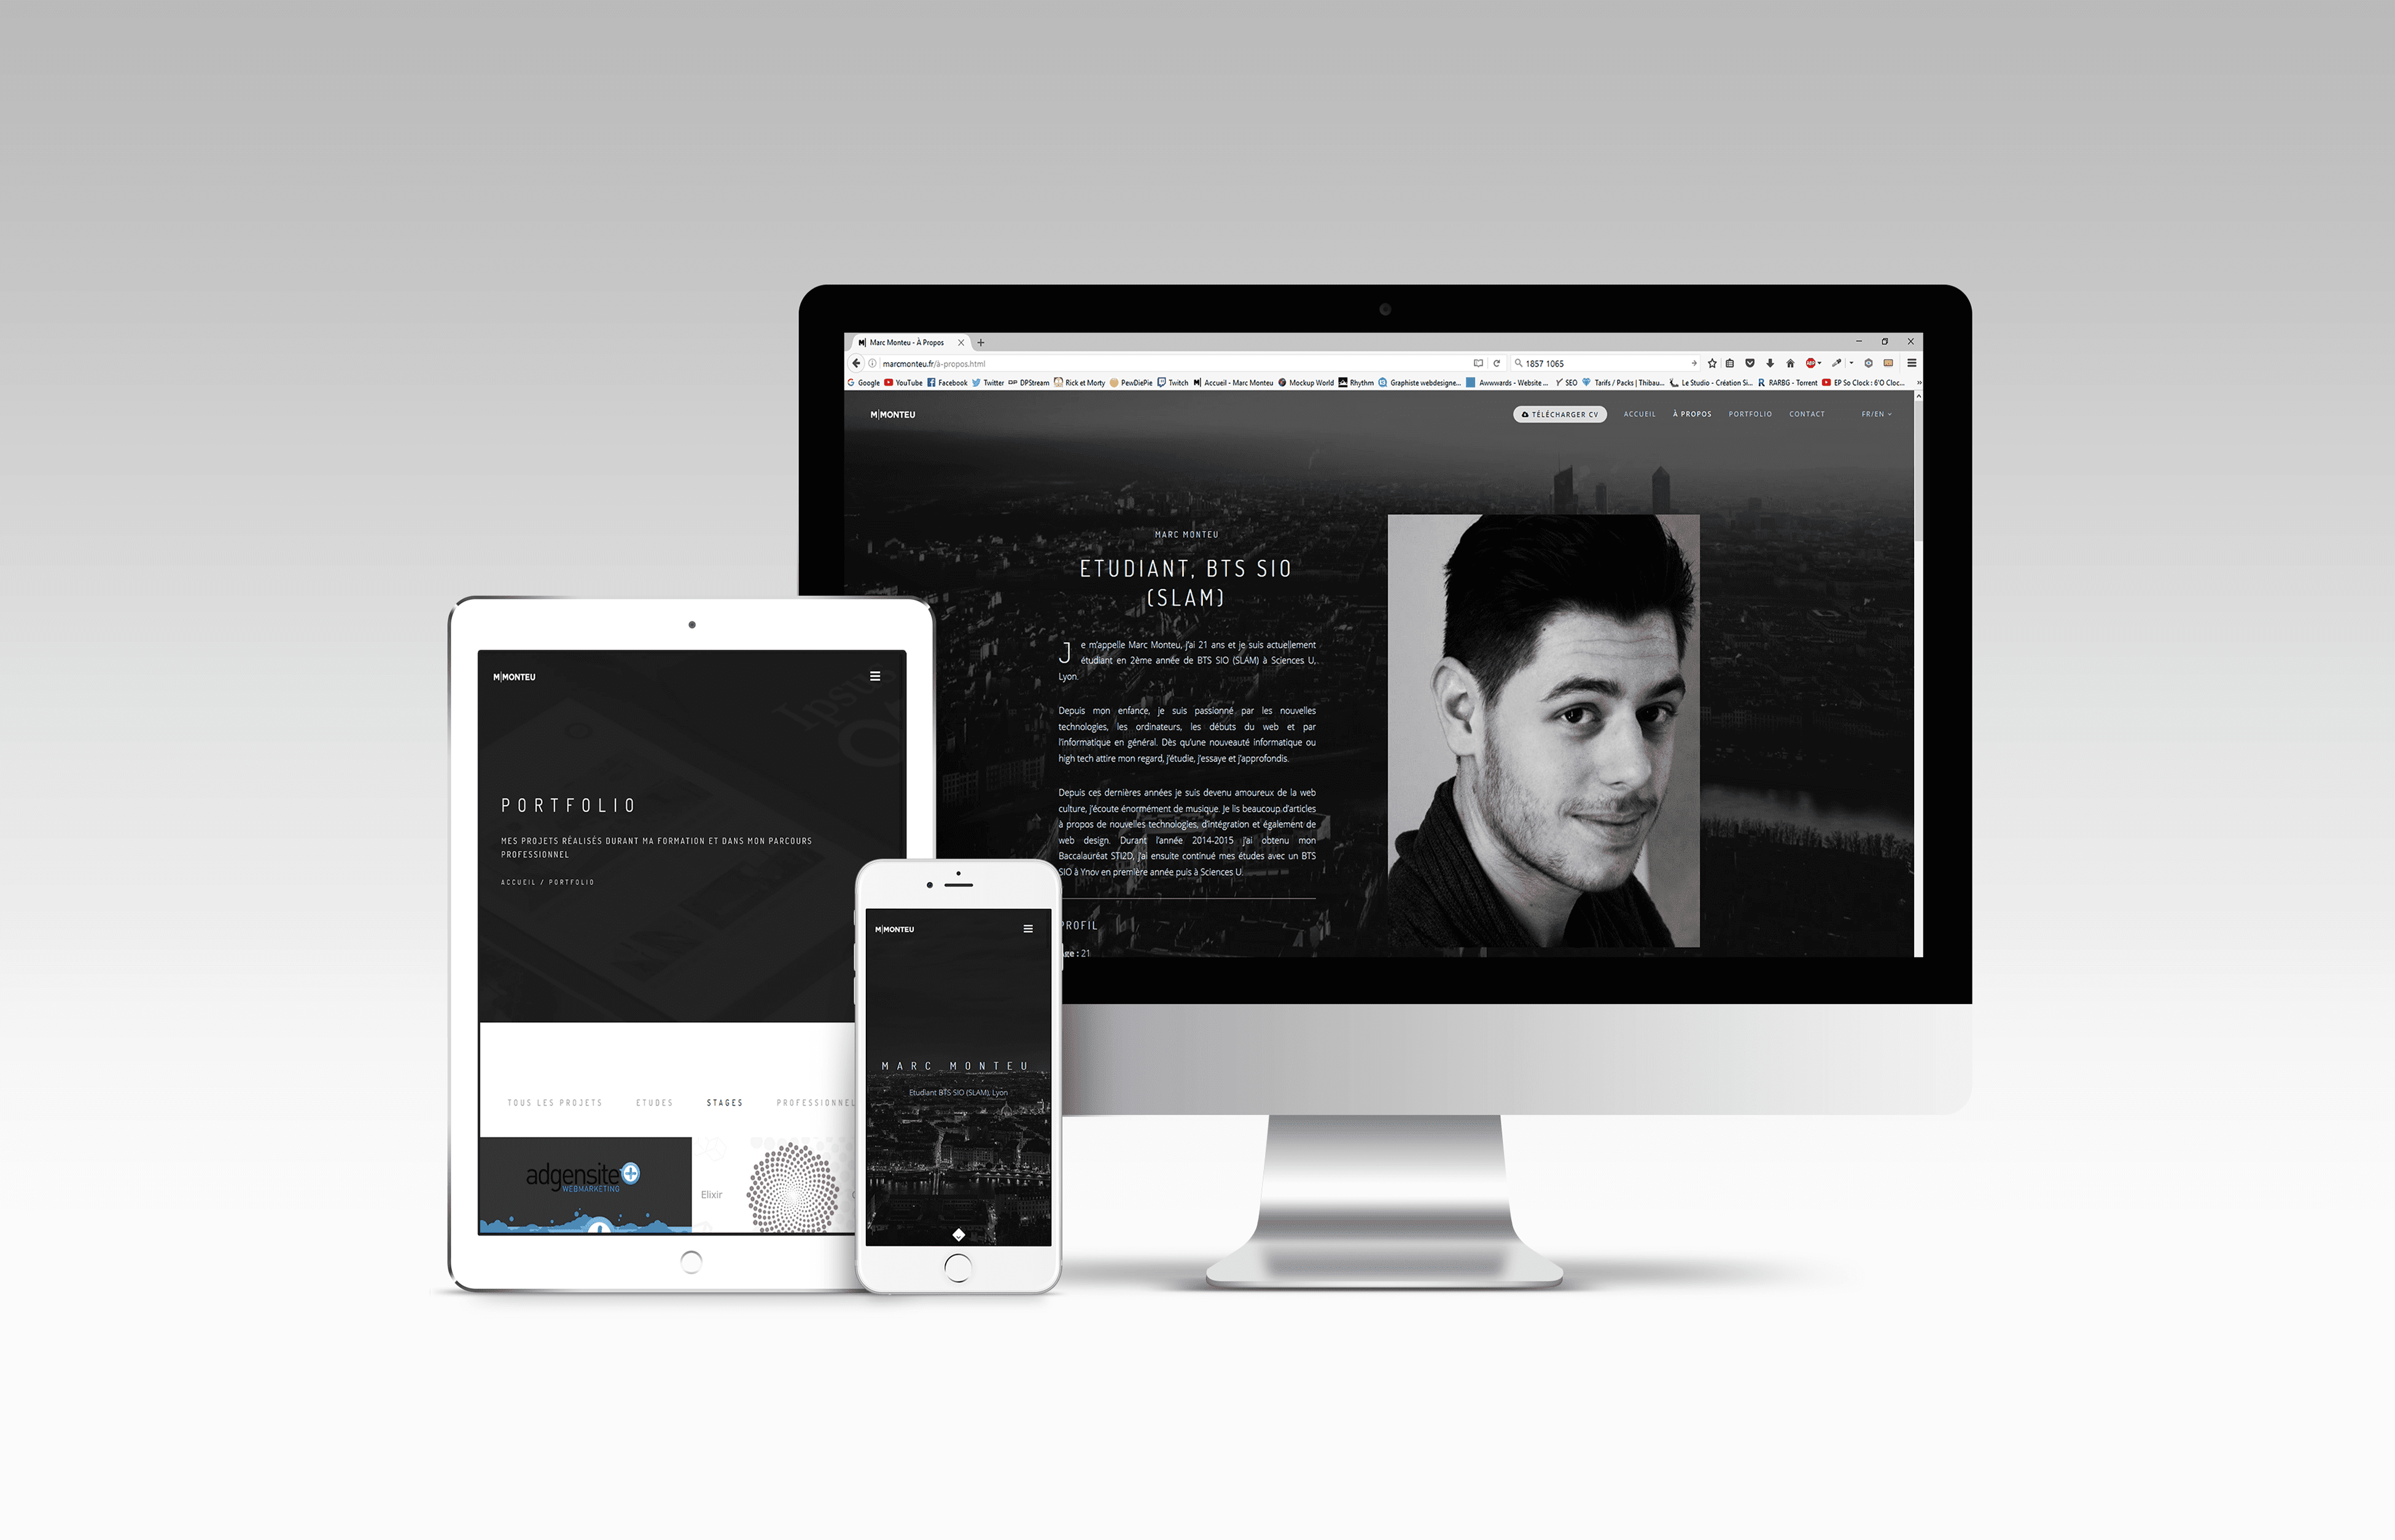 Marc Monteu - À Propos
marcmonteu.fr/à-propos.html
1857 1065
Google YouTube Facebook Twitter DPStream Rick et Morty PewDiePie Twitch Accueil - Marc Monteu Mockup World Rhythm Graphiste webdesigne... Awwwards - Website ... SEO Tarifs / Packs | Thibau... Le Studio - Création Si... RARBG - Torrent EP So Clock : 6'O Cloc...
M|MONTEU
TÉLÉCHARGER CV ACCUEIL À PROPOS PORTFOLIO CONTACT FR/EN
MARC MONTEU
ETUDIANT, BTS SIO
(SLAM)
Je m'appelle Marc Monteu, j'ai 21 ans et je suis actuellement
étudiant en 2ème année de BTS SIO (SLAM) à Sciences U,
Lyon.
Depuis mon enfance, je suis passionné par les nouvelles
technologies, les ordinateurs, les débuts du web et par
l'informatique en général. Dès qu'une nouveauté informatique ou
high tech attire mon regard, j'étudie, j'essaye et j'approfondis.
Depuis ces dernières années je suis devenu amoureux de la web
culture, j'écoute énormément de musique. Je lis beaucoup d'articles
à propos de nouvelles technologies, d'intégration et également de
web design. Durant l'année 2014-2015 j'ai obtenu mon
Baccalauréat STI2D, j'ai ensuite continué mes études avec un BTS
SIO à Ynov en première année puis à Sciences U.
PROFIL
Age : 21
M|MONTEU
Ipsu
PORTFOLIO
MES PROJETS RÉALISÉS DURANT MA FORMATION ET DANS MON PARCOURS
PROFESSIONNEL
ACCUEIL / PORTFOLIO
TOUS LES PROJETS ETUDES STAGES PROFESSIONNEL
adgensite+
WEBMARKETING
Elixir
M|MONTEU
MARC MONTEU
Etudiant BTS SIO (SLAM), Lyon